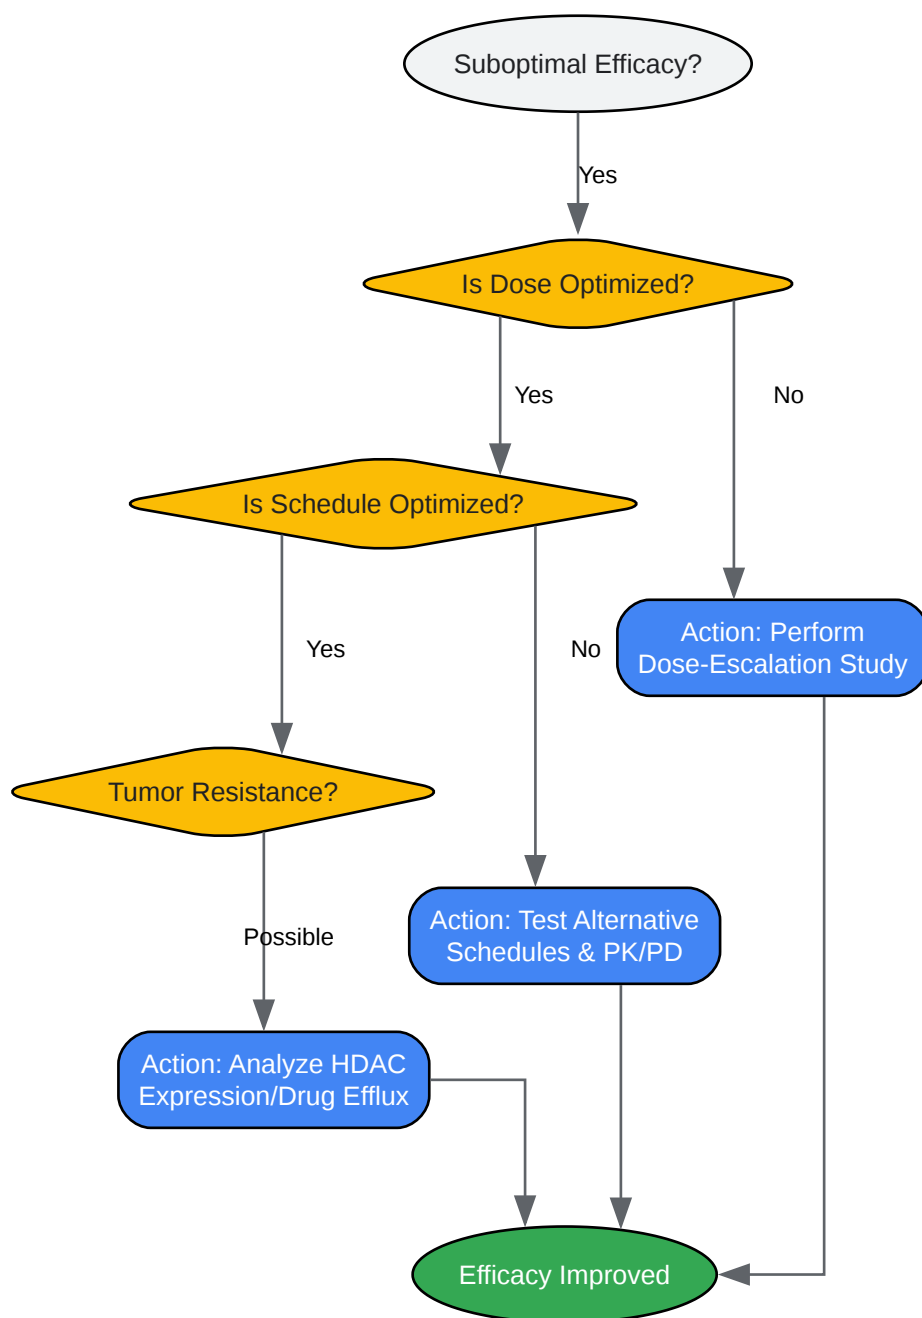 Suboptimal Efficacy?
Yes
Is Dose Optimized?
Yes
No
Is Schedule Optimized?
Yes
No
Action: Perform
Dose-Escalation Study
Tumor Resistance?
Possible
Action: Test Alternative
Schedules & PK/PD
Action: Analyze HDAC
Expression/Drug Efflux
Efficacy Improved